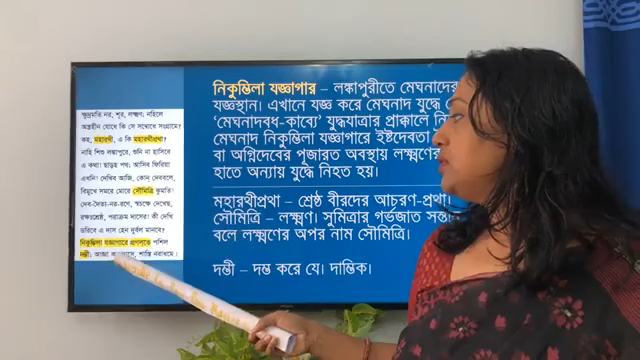 ক্ষুদ্রমতি নর, শূর, লক্ষ্মণ; নহিলে
অস্ত্রহীন যোধে কি সে সম্বোধে সংগ্রামে?
কহ, মহারথী, এ কি মহারথীপ্রথা?
নাহি শিশু লঙ্কাপুরে, শুনি না হাসিবে
এ কথা! ছাড়হ পথ; আসিব ফিরিয়া
এখনি! দেখিব আজি, কোন্ দেববলে,
বিমুখে সমরে মোরে সৌমিত্রি কুমতি!
দেব-দৈত্য-নর-রণে, স্বচক্ষে দেখেছ,
রক্ষঃশ্রেষ্ঠ, পরাক্রম দাসের! কী দেখি
ডরিবে এ দাস হেন দুর্বল মানবে?
নিকুম্ভিলা যজ্ঞাগারে প্রগল্‌ভে পশিল
দম্ভী; আজ্ঞা কর দাসে, শাস্তি নরাধমে।
নিকুম্ভিলা যজ্ঞাগার – লঙ্কাপুরীতে মেঘনাদের
যজ্ঞস্থান। এখানে যজ্ঞ করে মেঘনাদ যুদ্ধে
'মেঘনাদবধ-কাব্যে' যুদ্ধযাত্রার প্রাক্কালে
মেঘনাদ নিকুম্ভিলা যজ্ঞাগারে ইষ্টদেবতা
বা অগ্নিদেবের পূজারত অবস্থায় লক্ষ্মণের
হাতে অন্যায় যুদ্ধে নিহত হয়।
মহারথীপ্রথা – শ্রেষ্ঠ বীরদের আচরণ-প্রথা।
সৌমিত্রি – লক্ষ্মণ। সুমিত্রার গর্ভজাত
বলে লক্ষ্মণের অপর নাম সৌমিত্রি।
দম্ভী – দম্ভ করে যে। দাম্ভিক।